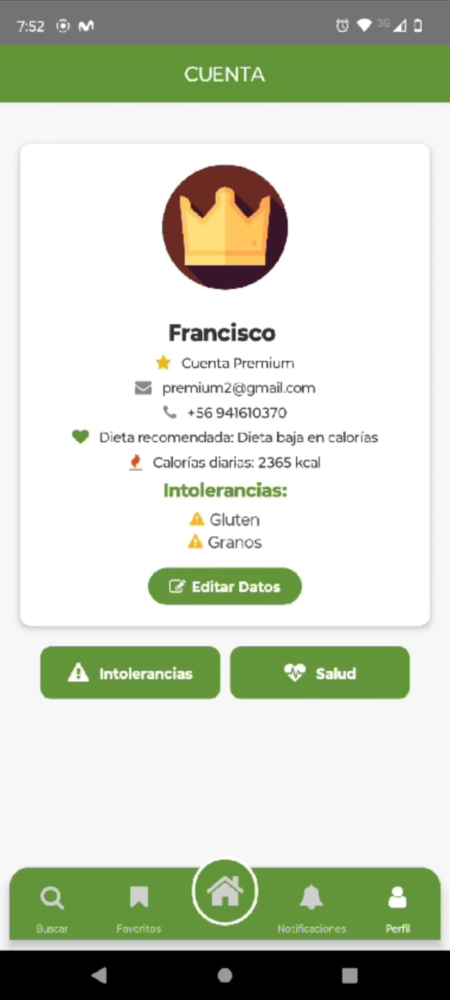 7:52
3G
CUENTA
Francisco
Cuenta Premium
premium2@gmail.com
+56 941610370
Dieta recomendada: Dieta baja en calorías
Calorías diarias: 2365 kcal
Intolerancias:
Gluten
Granos
Editar Datos
Intolerancias
Salud
Buscar
Favoritos
Notificaciones
Perfil